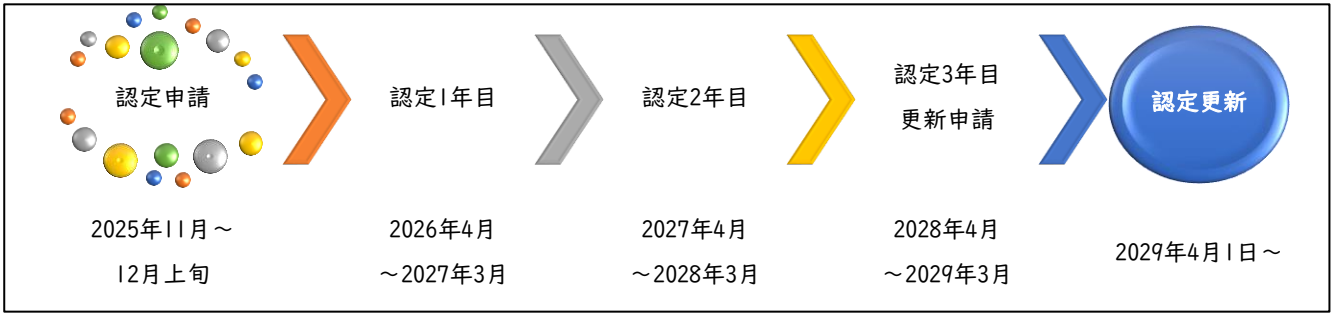 認定申請
2025年11月～
12月上旬
認定1年目
2026年4月
～2027年3月
認定2年目
2027年4月
～2028年3月
認定3年目
更新申請
2028年4月
～2029年3月
認定更新
2029年4月1日～